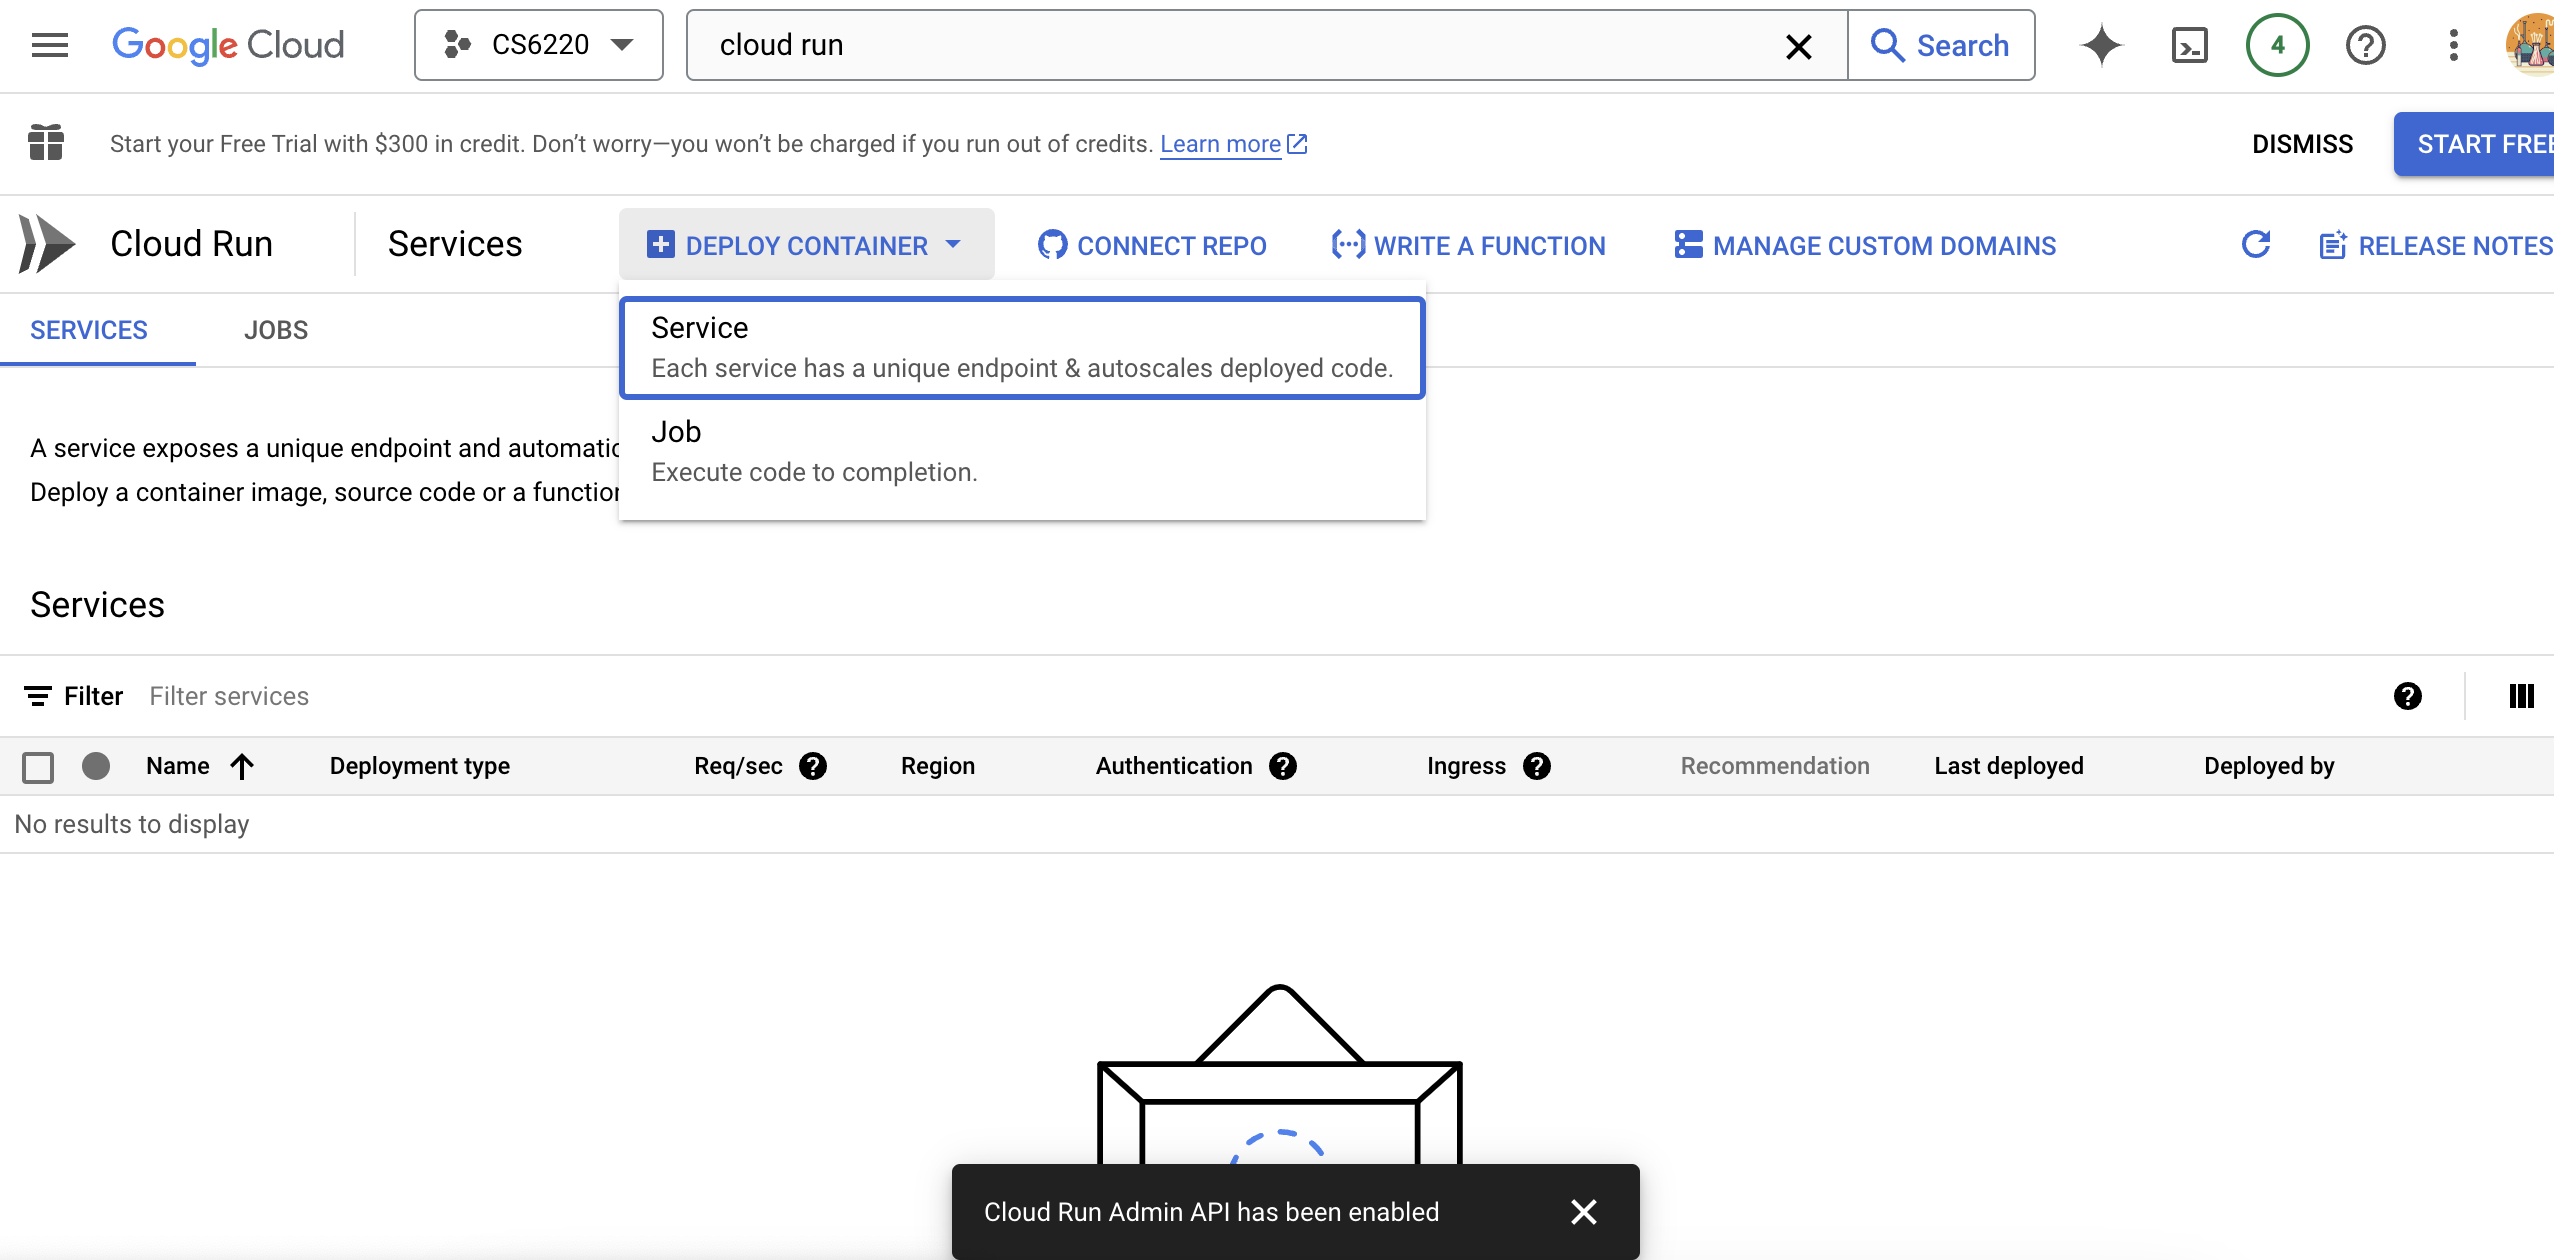 Google Cloud
CS6220
cloud run
Search
4
Start your Free Trial with $300 in credit. Don’t worry—you won’t be charged if you run out of credits. Learn more
DISMISS
START FREE
Cloud Run
Services
DEPLOY CONTAINER
CONNECT REPO
WRITE A FUNCTION
MANAGE CUSTOM DOMAINS
RELEASE NOTES
SERVICES
JOBS
Service
Each service has a unique endpoint & autoscales deployed code.
Job
Execute code to completion.
A service exposes a unique endpoint and automatic
Deploy a container image, source code or a function
Services
Filter
Filter services
Name
Deployment type
Req/sec
Region
Authentication
Ingress
Recommendation
Last deployed
Deployed by
No results to display
Cloud Run Admin API has been enabled